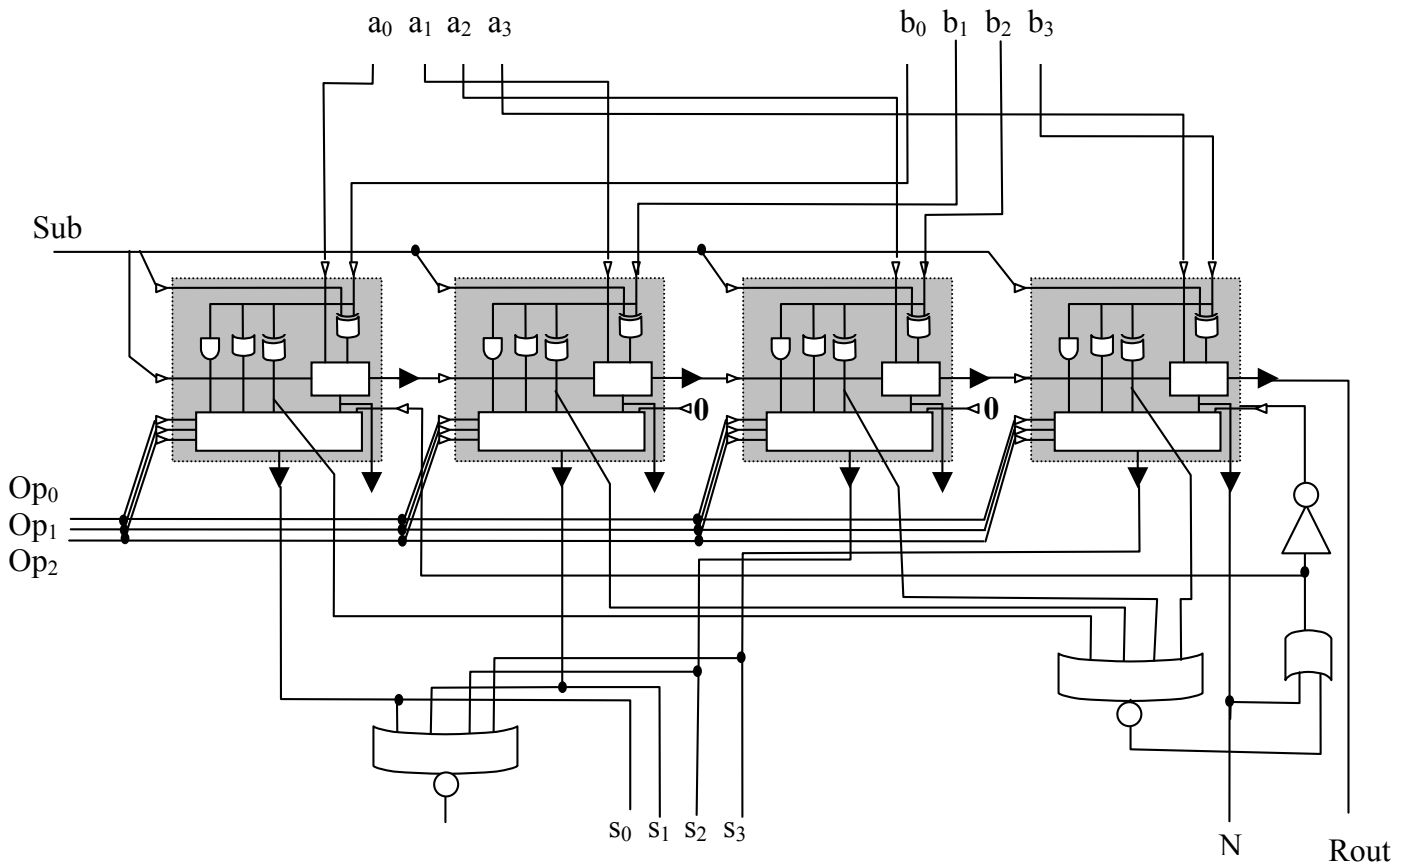 a₀ a₁ a₂ a₃ b₀ b₁ b₂ b₃
Sub
0 0
Op₀
Op₁
Op₂
s₀ s₁ s₂ s₃ N Rout